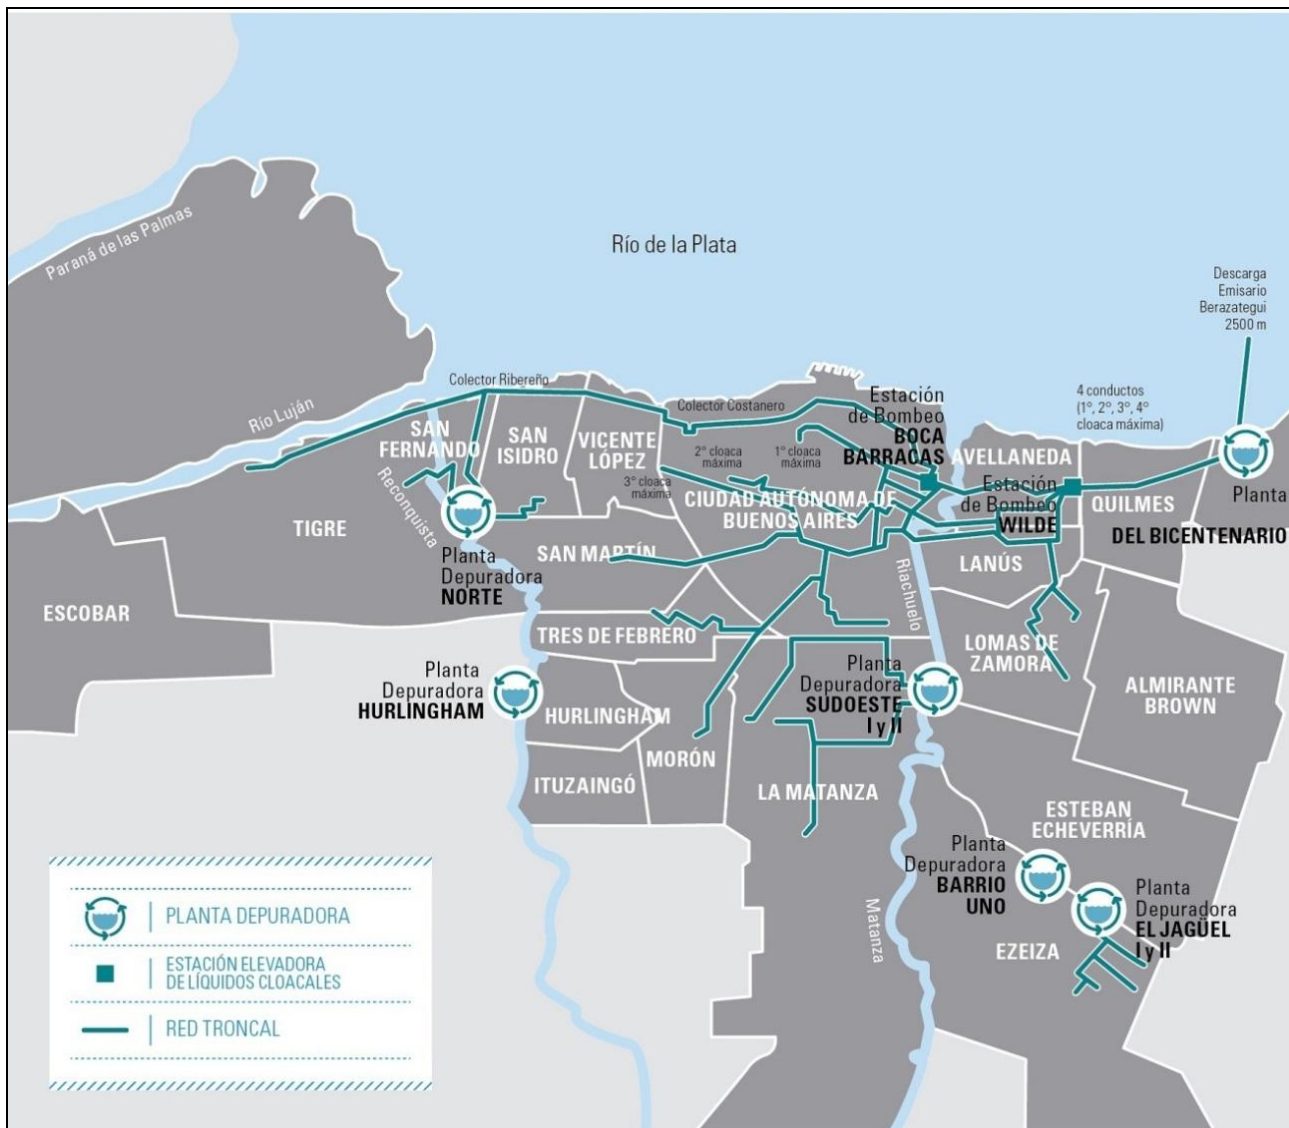 Paraná de las Palmas
Río de la Plata
Descarga
Emisario
Berazategui
2500 m
Río Luján
Colector Ribereño
Colector Costanero
4 conductos
(1°, 2°, 3°, 4°
cloaca máxima)
Estación
de Bombeo
BOCA
BARRACAS
SAN
FERNANDO
SAN
ISIDRO
VICENTE
LÓPEZ
2° cloaca
máxima
1° cloaca
máxima
3° cloaca
máxima
AVELLANEDA
Estación
de Bombeo
WILDE
QUILMES
Planta
DEL BICENTENARIO
Reconquista
CIUDAD AUTÓNOMA DE
BUENOS AIRES
TIGRE
Planta
Depuradora
NORTE
SAN MARTÍN
LANÚS
Riachuelo
ESCOBAR
TRES DE FEBRERO
LOMAS DE
ZAMORA
Planta
Depuradora
HURLINGHAM
HURLINGHAM
Planta
Depuradora
SUDOESTE
I y II
ALMIRANTE
BROWN
MORÓN
ITUZAINGÓ
LA MATANZA
ESTEBAN
ECHEVERRÍA
Planta
Depuradora
BARRIO
UNO
Planta
Depuradora
EL JAGÜEL
I y II
Matanza
EZEIZA
PLANTA DEPURADORA
ESTACIÓN ELEVADORA
DE LÍQUIDOS CLOACALES
RED TRONCAL